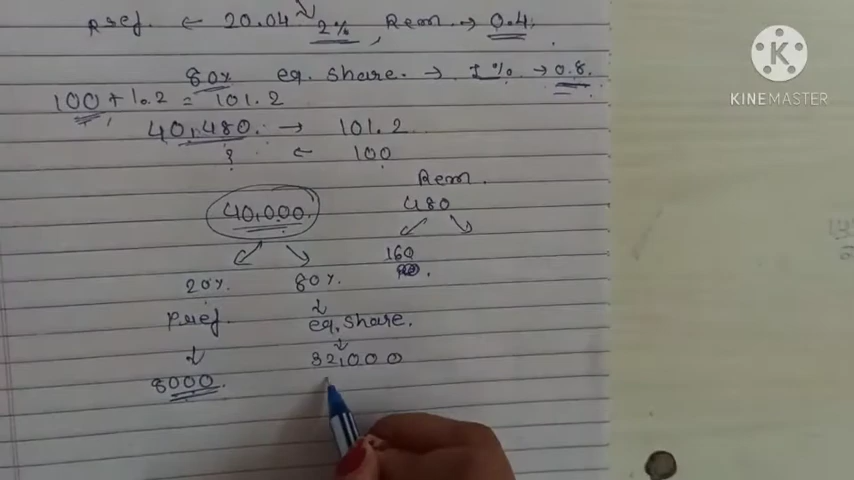 Pref. ← 20.04 → 2%, Rem. → 0.4.
80% eq. Share. → 1% → 0.8.
100 + 1.2 = 101.2
40,480. → 101.2
? ← 100
Rem.
40,000. 480
160
20%. 80%.
Pref. eq. Share.
32,000
8000.
KINEMASTER